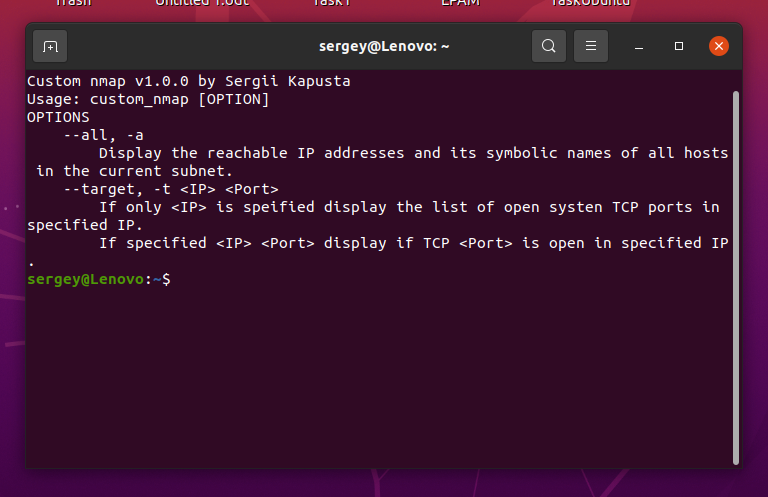 Trash Untitled 1.odt Task1 EPAM TaskUbuntu
sergey@Lenovo: ~
Custom nmap v1.0.0 by Sergii Kapusta
Usage: custom_nmap [OPTION]
OPTIONS
    --all, -a
        Display the reachable IP addresses and its symbolic names of all hosts
 in the current subnet.
    --target, -t <IP> <Port>
        If only <IP> is speified display the list of open systen TCP ports in
specified IP.
        If specified <IP> <Port> display if TCP <Port> is open in specified IP
.
sergey@Lenovo:~$